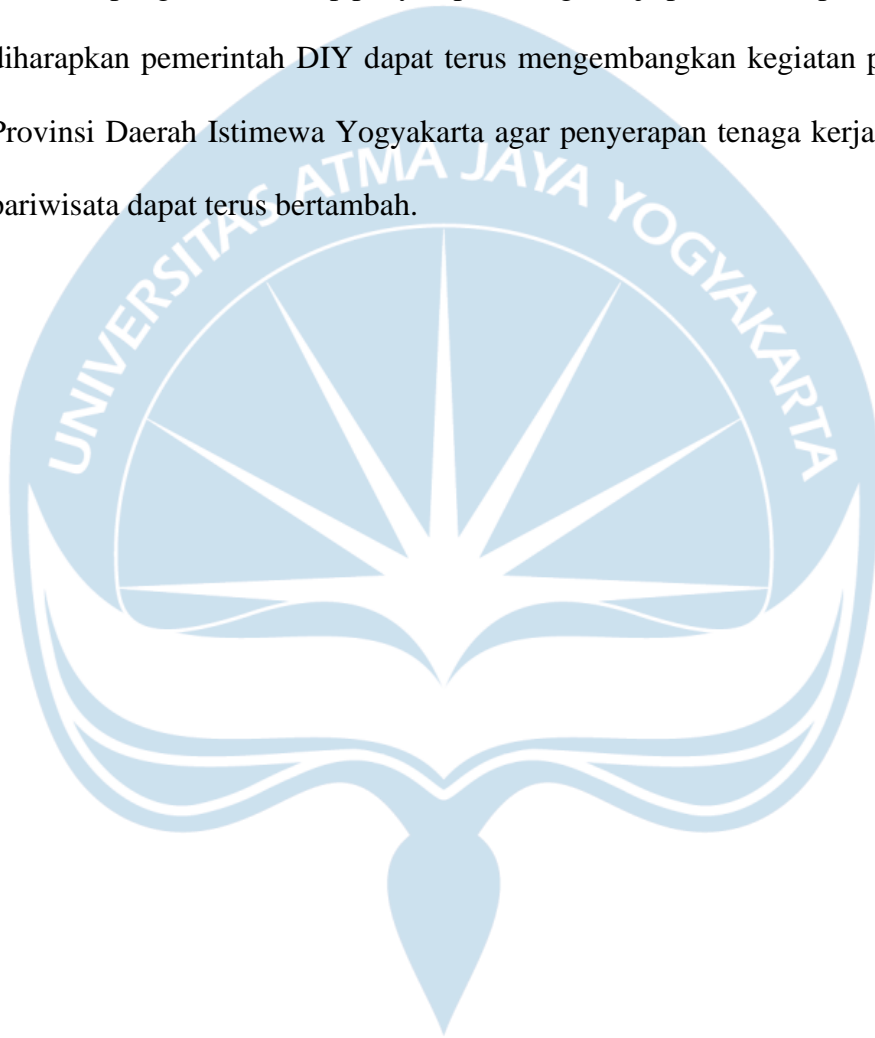 diharapkan pemerintah DIY dapat terus mengembangkan kegiatan
Provinsi Daerah Istimewa Yogyakarta agar penyerapan tenaga kerja
pariwisata dapat terus bertambah.
UNIVERSITAS ATMA JAYA YOGYAKARTA